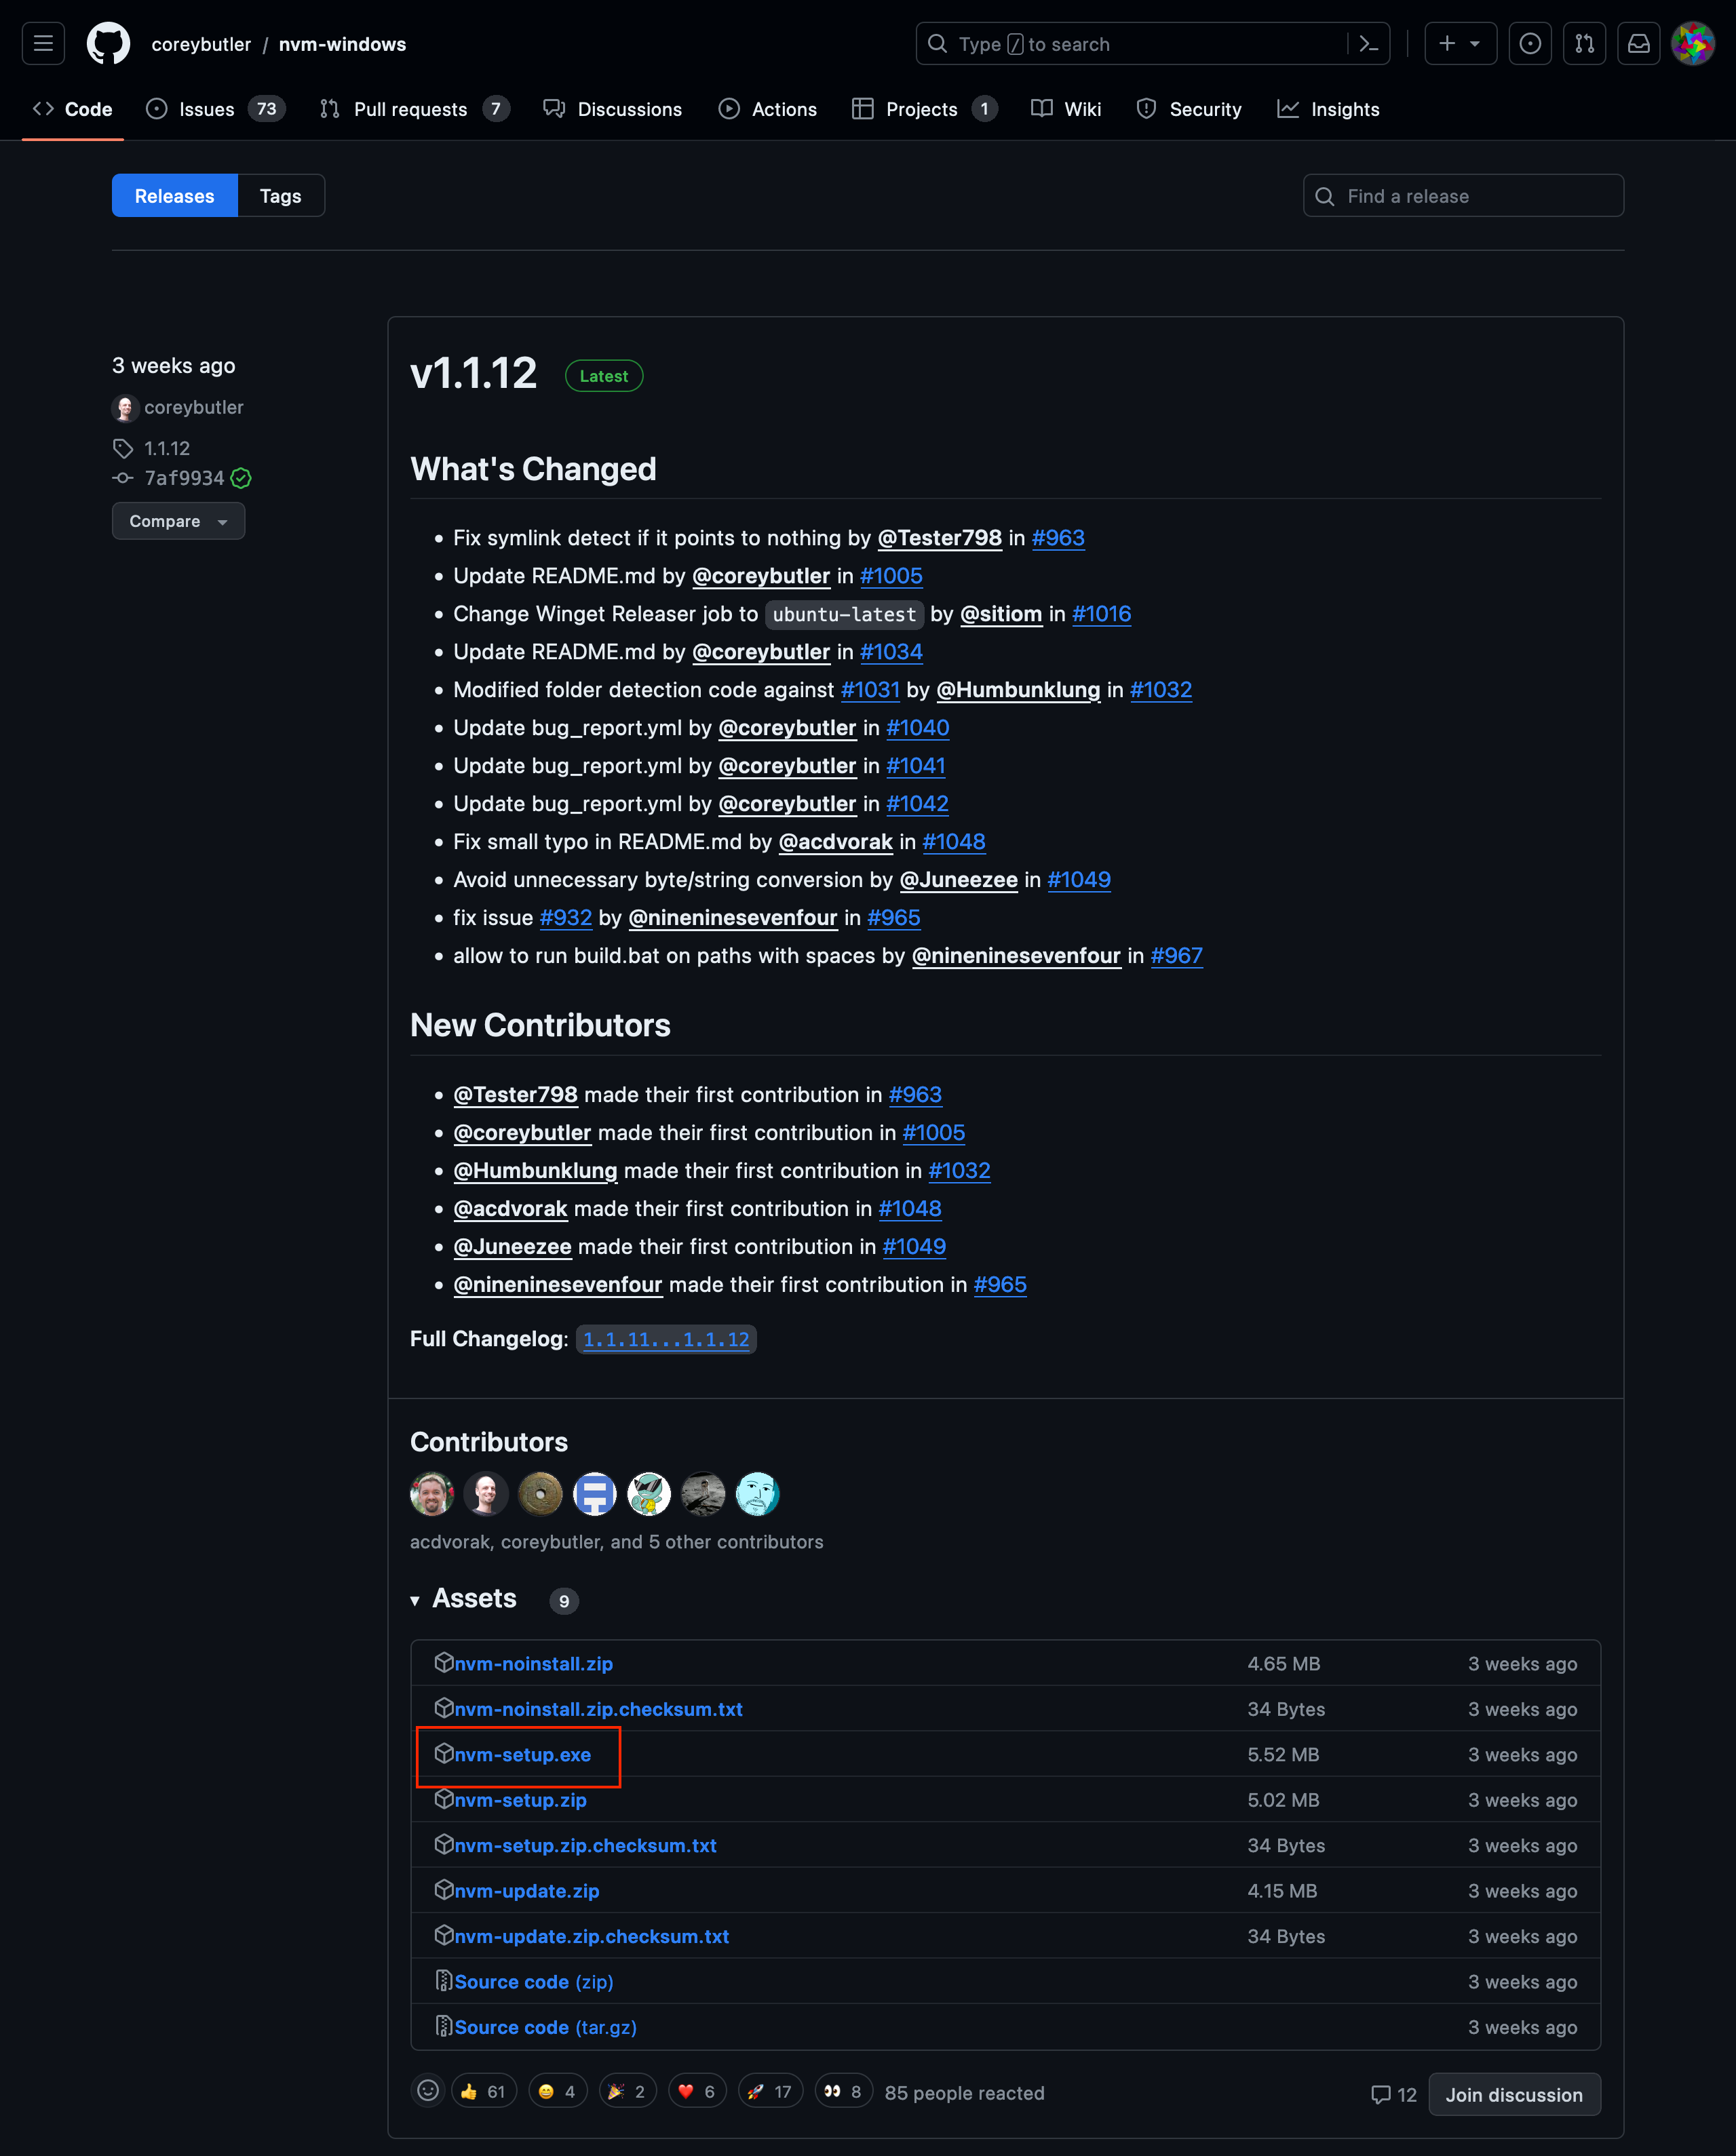 coreybutler / nvm-windows
Type / to search
Code
Issues 73
Pull requests 7
Discussions
Actions
Projects 1
Wiki
Security
Insights
Releases
Tags
Find a release
3 weeks ago
coreybutler
1.1.12
7af9934
Compare
v1.1.12 Latest
What's Changed
Fix symlink detect if it points to nothing by @Tester798 in #963
Update README.md by @coreybutler in #1005
Change Winget Releaser job to ubuntu-latest by @sitiom in #1016
Update README.md by @coreybutler in #1034
Modified folder detection code against #1031 by @Humbunklung in #1032
Update bug_report.yml by @coreybutler in #1040
Update bug_report.yml by @coreybutler in #1041
Update bug_report.yml by @coreybutler in #1042
Fix small typo in README.md by @acdvorak in #1048
Avoid unnecessary byte/string conversion by @Juneezee in #1049
fix issue #932 by @nineninesevenfour in #965
allow to run build.bat on paths with spaces by @nineninesevenfour in #967
New Contributors
@Tester798 made their first contribution in #963
@coreybutler made their first contribution in #1005
@Humbunklung made their first contribution in #1032
@acdvorak made their first contribution in #1048
@Juneezee made their first contribution in #1049
@nineninesevenfour made their first contribution in #965
Full Changelog: 1.1.11...1.1.12
Contributors
acdvorak, coreybutler, and 5 other contributors
Assets 9
nvm-noinstall.zip 4.65 MB 3 weeks ago
nvm-noinstall.zip.checksum.txt 34 Bytes 3 weeks ago
nvm-setup.exe 5.52 MB 3 weeks ago
nvm-setup.zip 5.02 MB 3 weeks ago
nvm-setup.zip.checksum.txt 34 Bytes 3 weeks ago
nvm-update.zip 4.15 MB 3 weeks ago
nvm-update.zip.checksum.txt 34 Bytes 3 weeks ago
Source code (zip) 3 weeks ago
Source code (tar.gz) 3 weeks ago
👍 61 😄 4 🎉 2 ❤️ 6 🚀 17 👀 8 85 people reacted
12 Join discussion